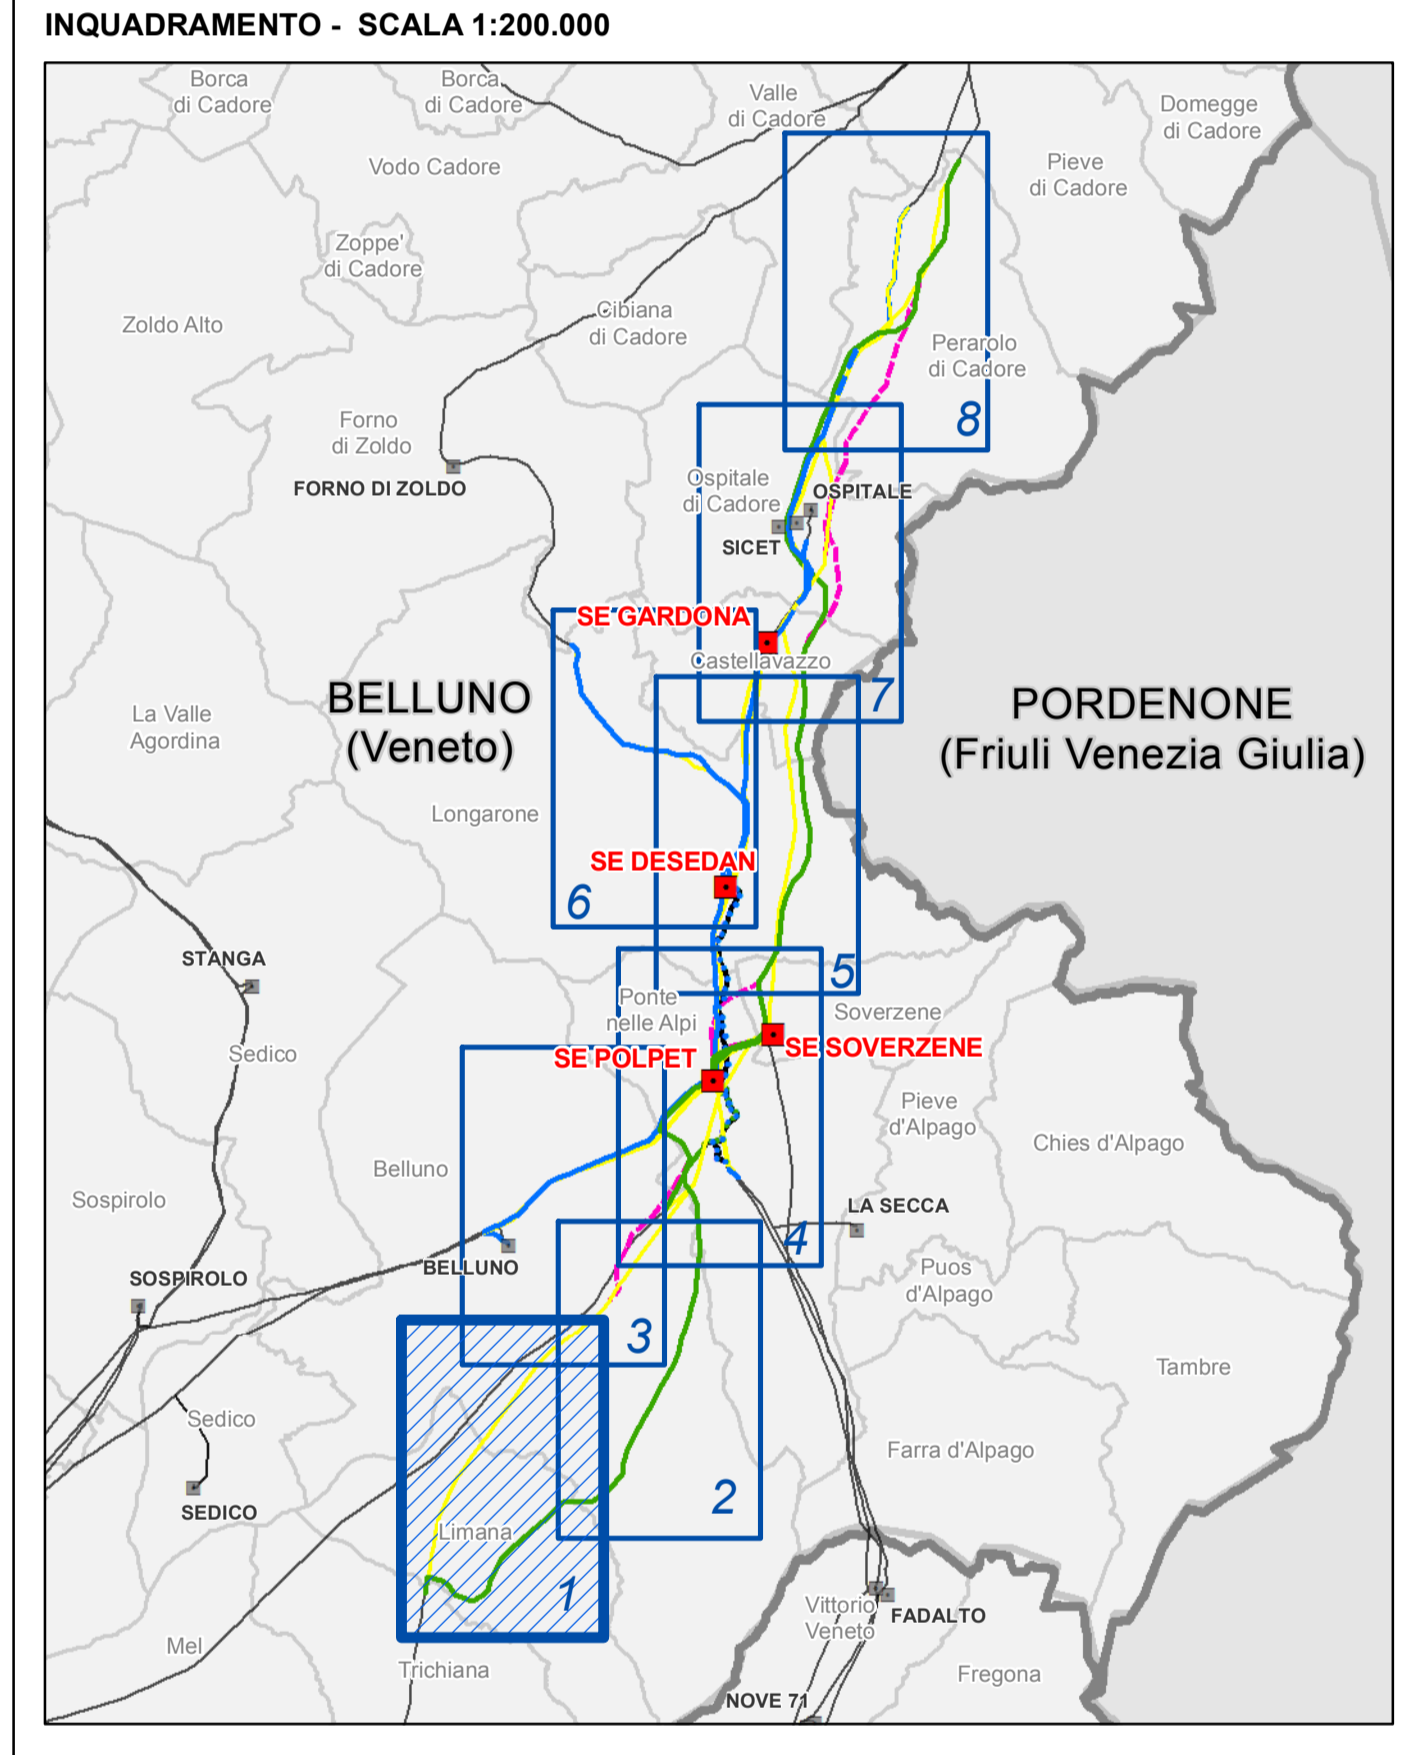 INQUADRAMENTO - SCALA 1:200.000
Borca
di Cadore
Borca
di Cadore
Valle
di Cadore
Domegge
di Cadore
Vodo Cadore
Pieve
di Cadore
Zoppe'
di Cadore
Zoldo Alto
Cibiana
di Cadore
Perarolo
di Cadore
8
Forno
di Zoldo
FORNO DI ZOLDO
Ospitale
di Cadore
OSPITALE
SICET
SE GARDONA
Castellavazzo
7
BELLUNO
(Veneto)
PORDENONE
(Friuli Venezia Giulia)
La Valle
Agordina
Longarone
SE DESEDAN
6
STANGA
5
Ponte
nelle Alpi
Soverzene
Sedico
SE POLPET
SE SOVERZENE
Pieve
d'Alpago
Chies d'Alpago
Belluno
Sospirolo
LA SECCA
4
BELLUNO
SOSPIROLO
Puos
d'Alpago
3
Tambre
Sedico
Farra d'Alpago
2
SEDICO
Limana
1
Vittorio
Veneto
FADALTO
Mel
Trichiana
Fregona
NOVE 71